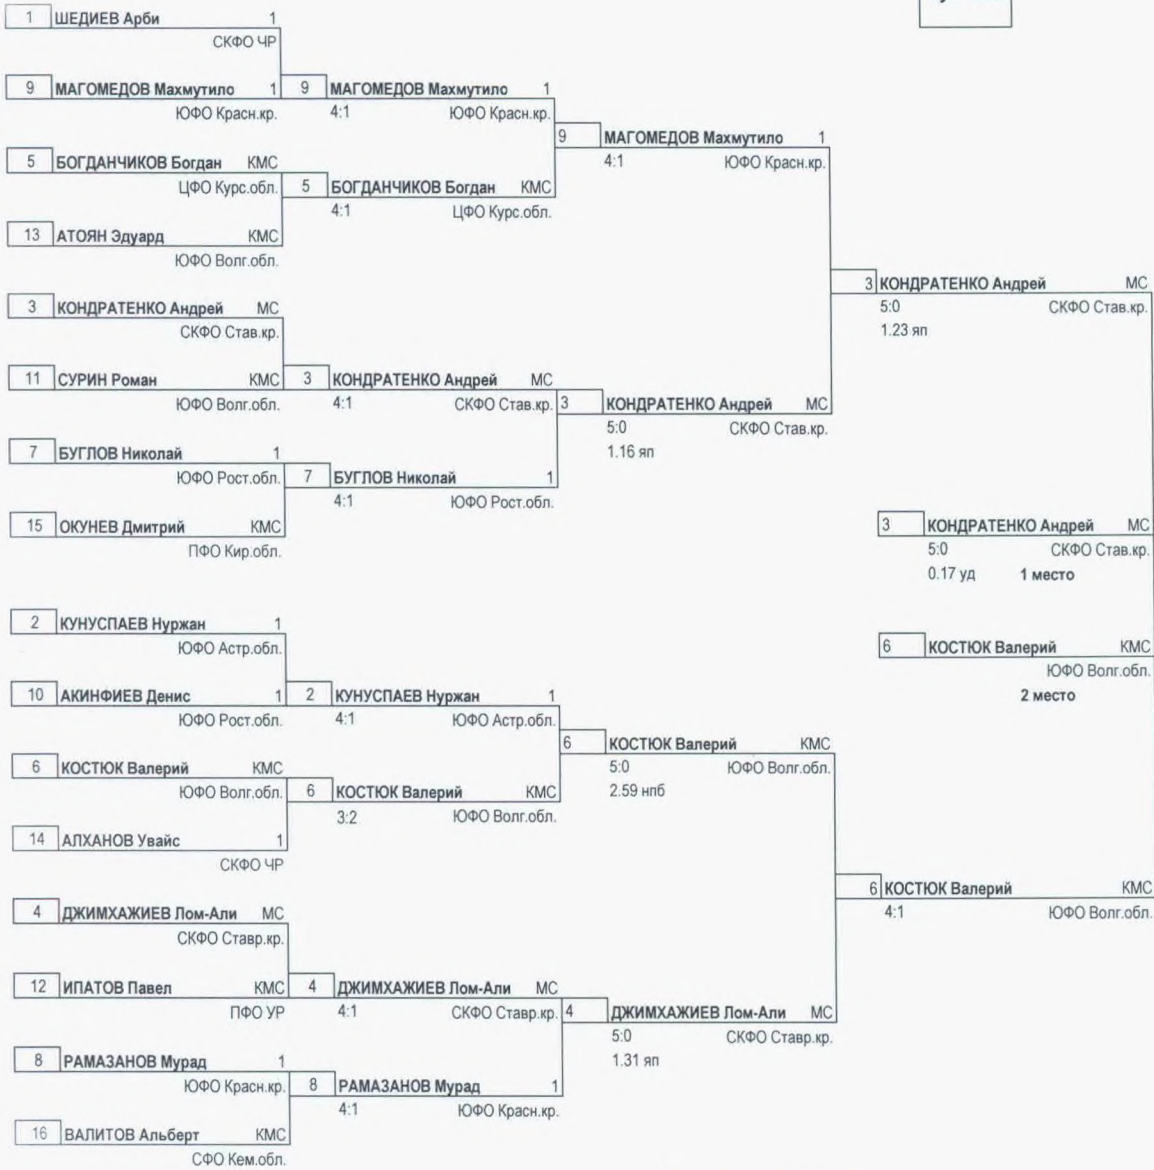 1 ШЕДИЕВ Арби 1
СКФО ЧР
9 МАГОМЕДОВ Махмутило 1
ЮФО Красн.кр.
5 БОГДАНЧИКОВ Богдан КМС
ЦФО Курс.обл.
13 АТОЯН Эдуард КМС
ЮФО Волг.обл.
3 КОНДРАТЕНКО Андрей МС
СКФО Став.кр.
11 СУРИН Роман КМС
ЮФО Волг.обл.
7 БУГЛОВ Николай 1
ЮФО Рост.обл.
15 ОКУНЕВ Дмитрий КМС
ПФО Кир.обл.
2 КУНУСПАЕВ Нуржан 1
ЮФО Астр.обл.
10 АКИНФИЕВ Денис 1
ЮФО Рост.обл.
6 КОСТЮК Валерий КМС
ЮФО Волг.обл.
14 АЛХАНОВ Увайс 1
СКФО ЧР
4 ДЖИМХАЖИЕВ Лом-Али МС
СКФО Ставр.кр.
12 ИПАТОВ Павел КМС
ПФО УР
8 РАМАЗАНОВ Мурад 1
ЮФО Красн.кр.
16 ВАЛИТОВ Альберт КМС
СФО Кем.обл.
9 МАГОМЕДОВ Махмутило 1
4:1 ЮФО Красн.кр.
5 БОГДАНЧИКОВ Богдан КМС
4:1 ЦФО Курс.обл.
3 КОНДРАТЕНКО Андрей МС
4:1 СКФО Став.кр.
7 БУГЛОВ Николай 1
4:1 ЮФО Рост.обл.
2 КУНУСПАЕВ Нуржан 1
4:1 ЮФО Астр.обл.
6 КОСТЮК Валерий КМС
3:2 ЮФО Волг.обл.
4 ДЖИМХАЖИЕВ Лом-Али МС
4:1 СКФО Ставр.кр.
8 РАМАЗАНОВ Мурад 1
4:1 ЮФО Красн.кр.
9 МАГОМЕДОВ Махмутило 1
4:1 ЮФО Красн.кр.
3 КОНДРАТЕНКО Андрей МС
5:0 СКФО Став.кр.
1.16 яп
6 КОСТЮК Валерий КМС
5:0 ЮФО Волг.обл.
2.59 нпб
4 ДЖИМХАЖИЕВ Лом-Али МС
5:0 СКФО Ставр.кр.
1.31 яп
3 КОНДРАТЕНКО Андрей МС
5:0 СКФО Став.кр.
1.23 яп
6 КОСТЮК Валерий КМС
4:1 ЮФО Волг.обл.
3 КОНДРАТЕНКО Андрей МС
5:0 СКФО Став.кр.
0.17 уд 1 место
6 КОСТЮК Валерий КМС
ЮФО Волг.обл.
2 место